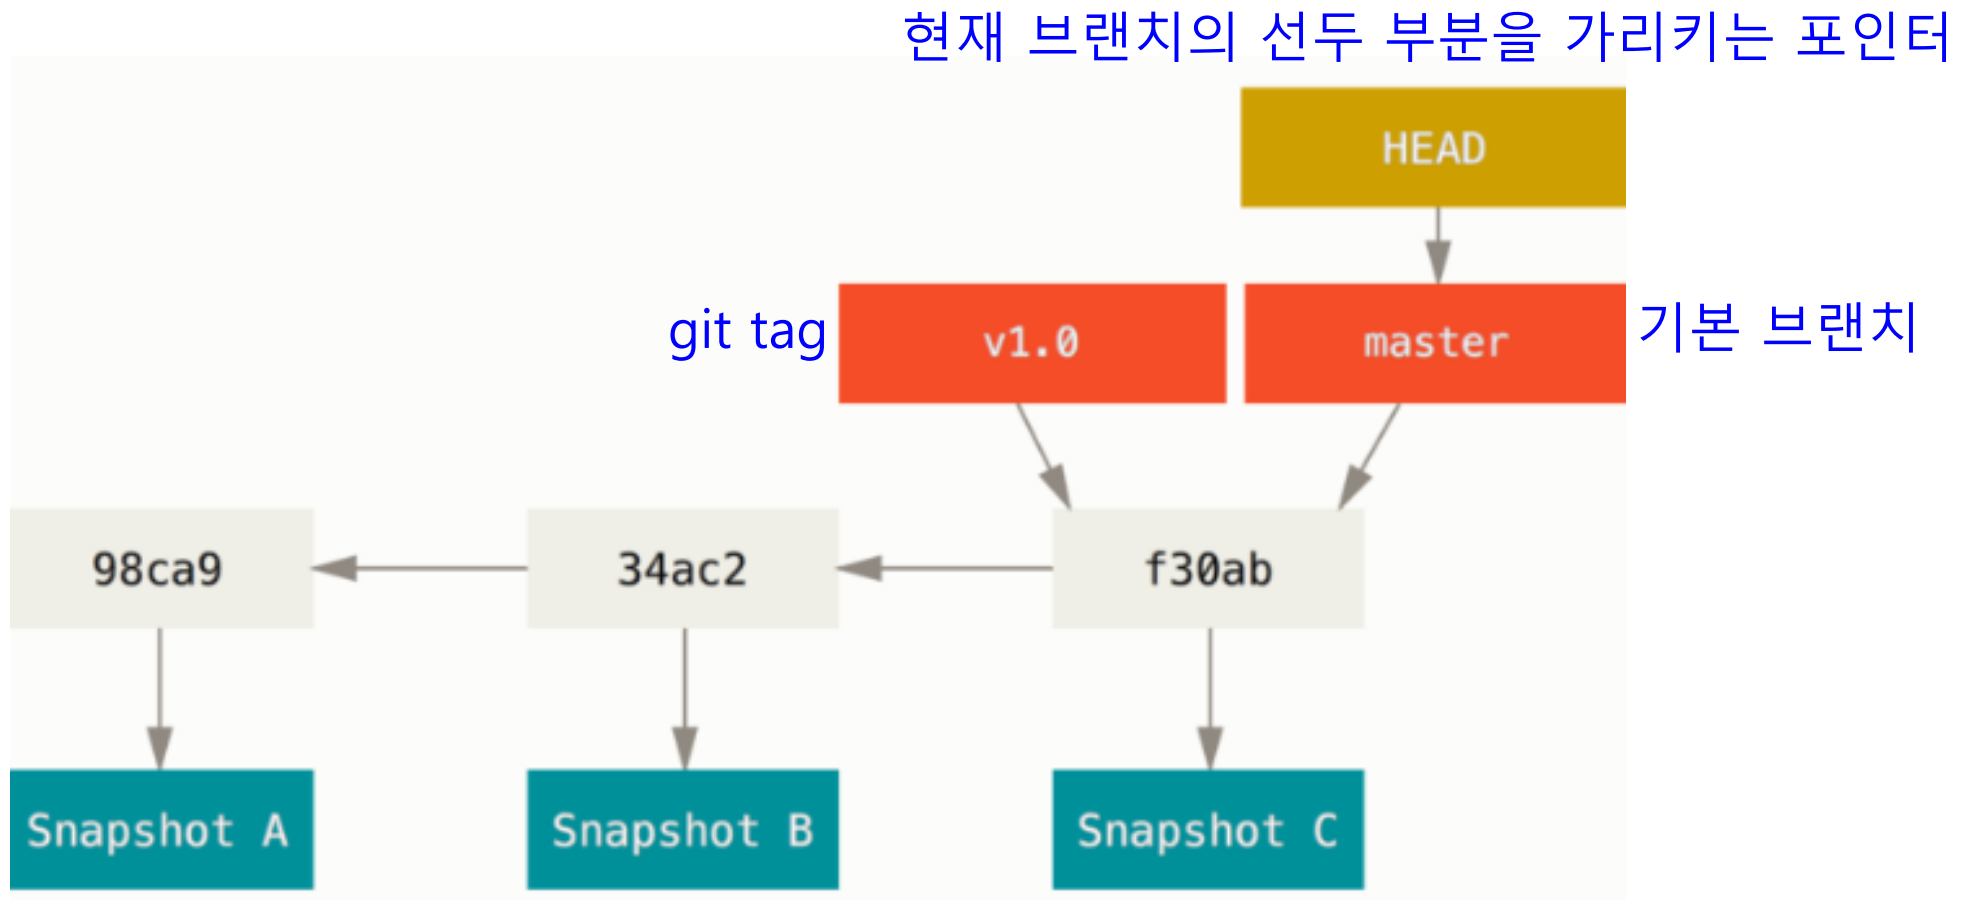 현재 브랜치의 선두 부분을 가리키는 포인터
HEAD
git tag
v1.0
master
기본 브랜치
98ca9
34ac2
f30ab
Snapshot A
Snapshot B
Snapshot C